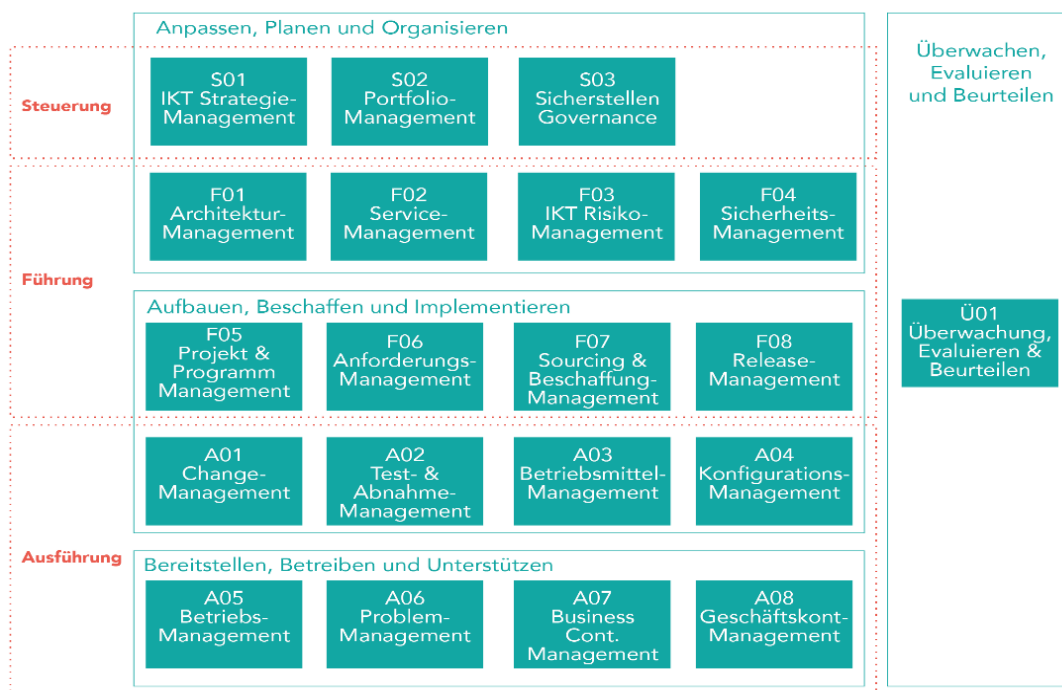 Anpassen, Planen und Organisieren
Überwachen,
Evaluieren
und Beurteilen
Steuerung
S01
IKT Strategie-
Management
S02
Portfolio-
Management
S03
Sicherstellen
Governance
Führung
F01
Architektur-
Management
F02
Service-
Management
F03
IKT Risiko-
Management
F04
Sicherheits-
Management
Aufbauen, Beschaffen und Implementieren
F05
Projekt &
Programm
Management
F06
Anforderungs-
Management
F07
Sourcing &
Beschaffung-
Management
F08
Release-
Management
Ü01
Überwachung,
Evaluieren &
Beurteilen
Ausführung
A01
Change-
Management
A02
Test- &
Abnahme-
Management
A03
Betriebsmittel-
Management
A04
Konfigurations-
Management
Bereitstellen, Betreiben und Unterstützen
A05
Betriebs-
Management
A06
Problem-
Management
A07
Business
Cont.
Management
A08
Geschäftskont-
Management